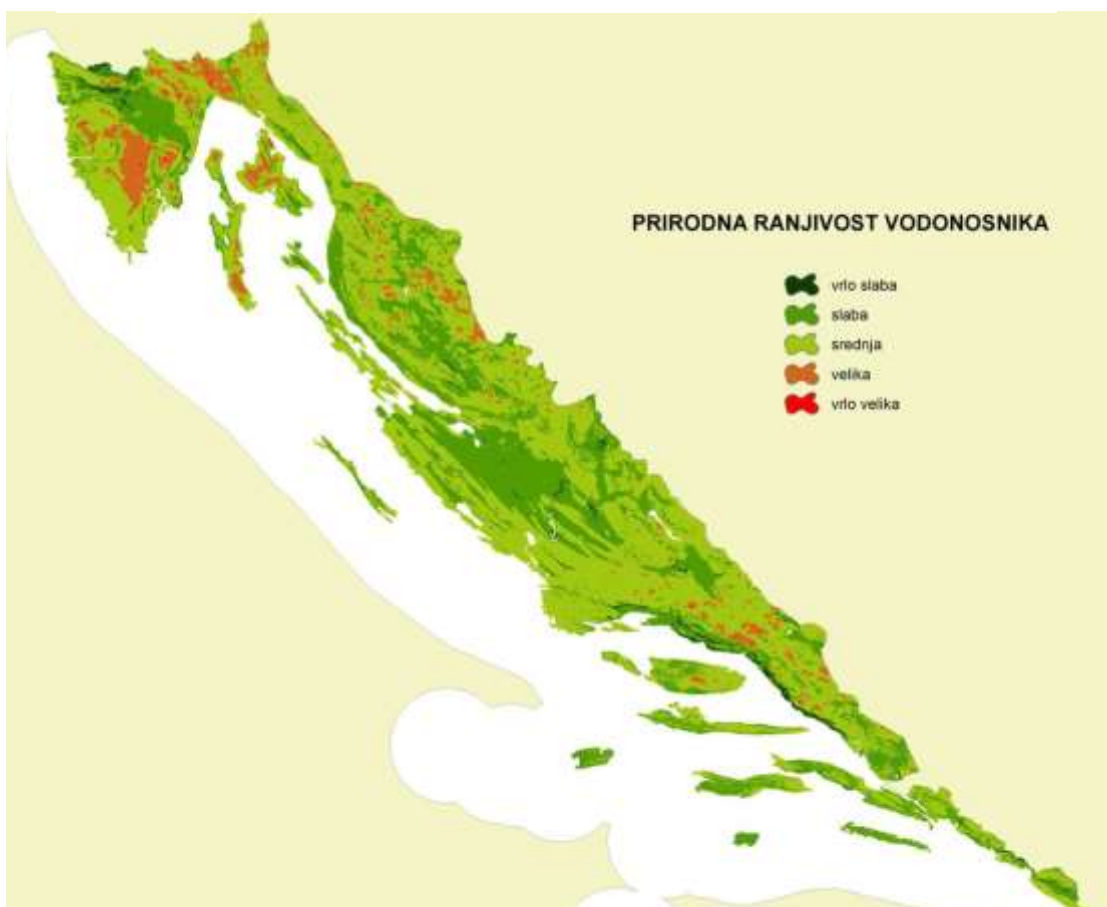 PRIRODNA RANJIVOST VODONOSNIKA
vrlo slaba
slaba
srednja
velika
vrlo velika